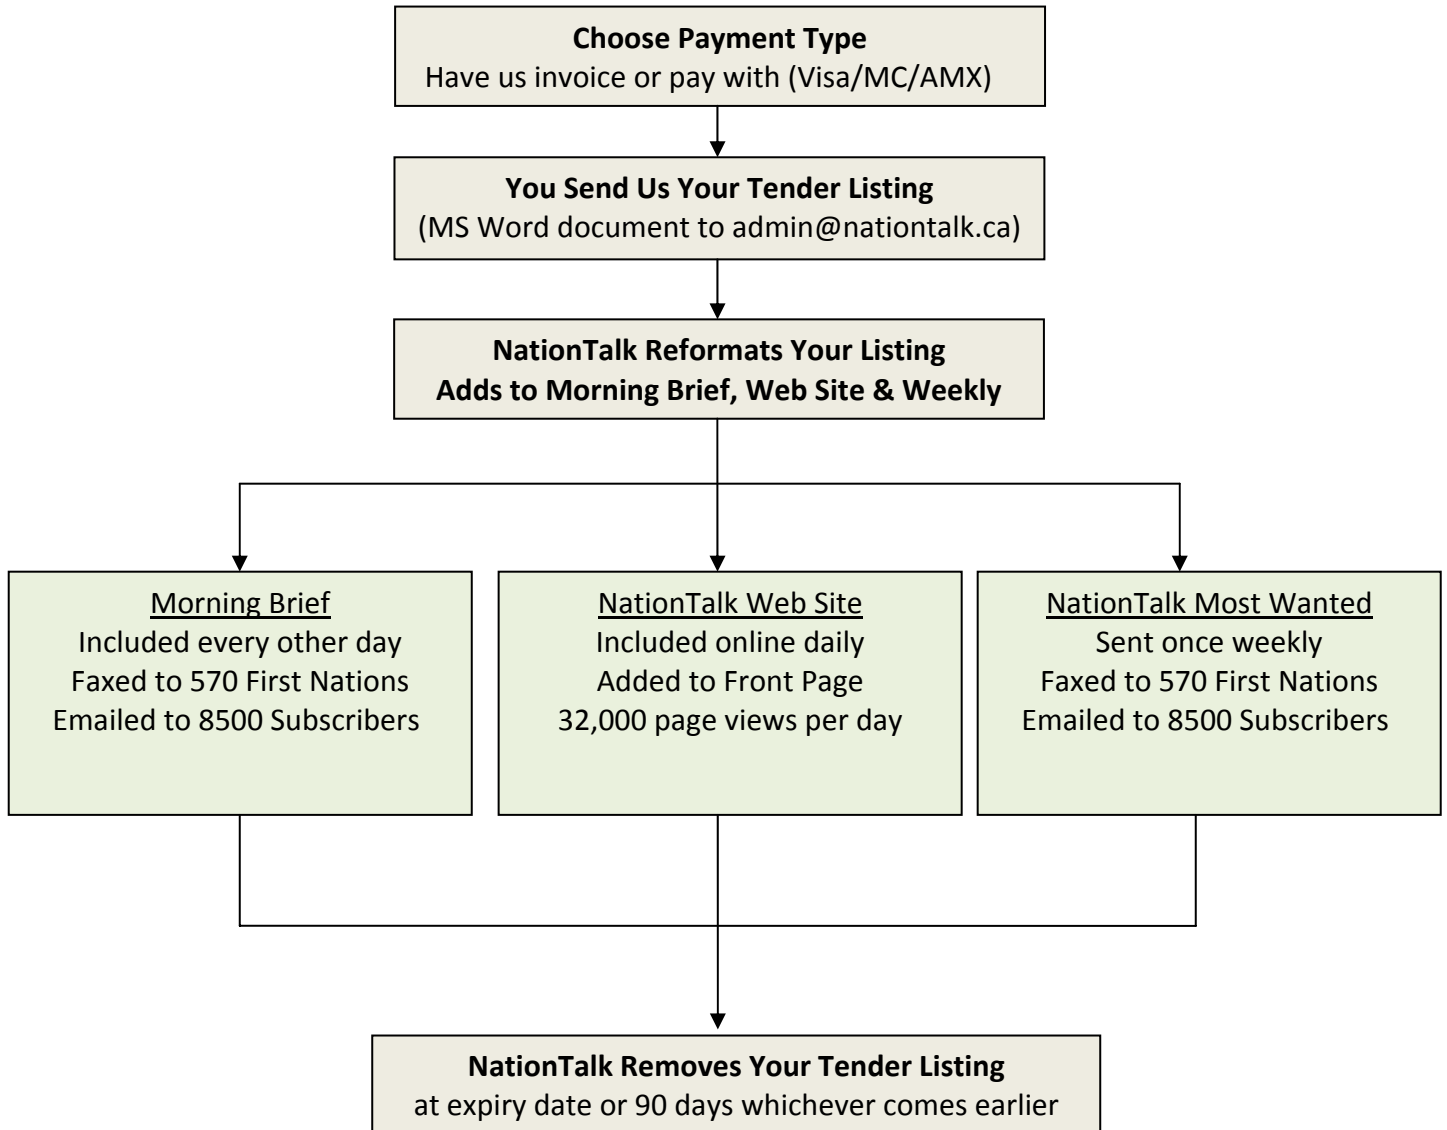 Choose Payment Type
Have us invoice or pay with (Visa/MC/AMX)
You Send Us Your Tender Listing
(MS Word document to admin@nationtalk.ca)
NationTalk Reformats Your Listing
Adds to Morning Brief, Web Site & Weekly
Morning Brief
Included every other day
Faxed to 570 First Nations
Emailed to 8500 Subscribers
NationTalk Web Site
Included online daily
Added to Front Page
32,000 page views per day
NationTalk Most Wanted
Sent once weekly
Faxed to 570 First Nations
Emailed to 8500 Subscribers
NationTalk Removes Your Tender Listing
at expiry date or 90 days whichever comes earlier